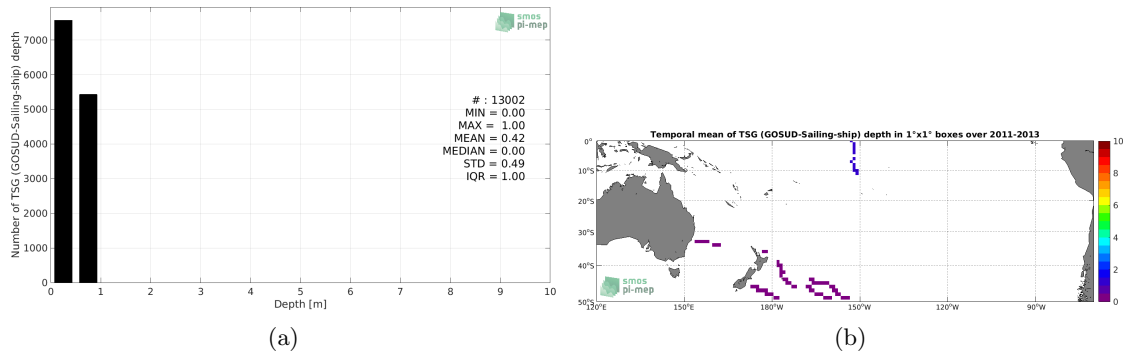 smos
pi-mep
Number of TSG (GOSUD-Sailing-ship) depth
7000
6000
5000
4000
3000
2000
1000
0
# : 13002
MIN = 0.00
MAX = 1.00
MEAN = 0.42
MEDIAN = 0.00
STD = 0.49
IQR = 1.00
0 1 2 3 4 5 6 7 8 9 10
Depth [m]
(a)
Temporal mean of TSG (GOSUD-Sailing-ship) depth in 1°x1° boxes over 2011-2013
0°
10°S
20°S
30°S
40°S
50°S
120°E 150°E 180°W 150°W 120°W 90°W
10
8
6
4
2
0
smos
pi-mep
(b)